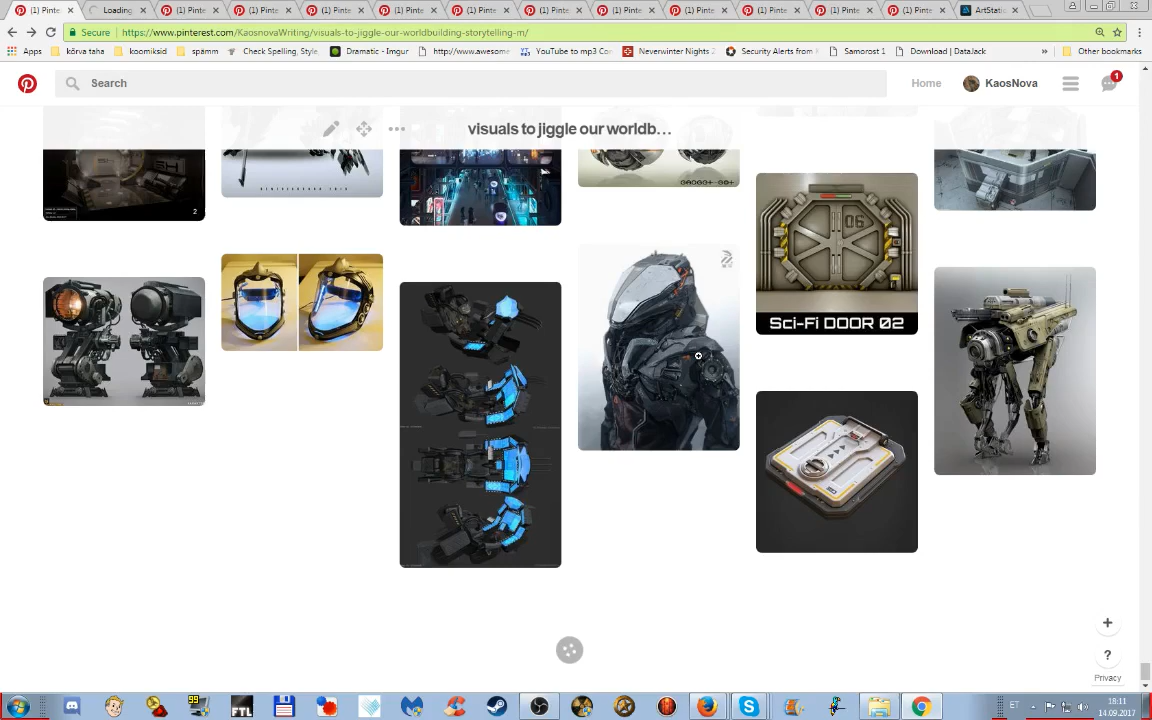 (1) Pinte
Loading
(1) Pinte
(1) Pinte
(1) Pinte
(1) Pinte
(1) Pinte
(1) Pinte
(1) Pinte
(1) Pinte
(1) Pinte
(1) Pinte
(1) Pinte
ArtStati
Secure
https://www.pinterest.com/KaosnovaWriting/visuals-to-jiggle-our-worldbuilding-storytelling-m/
Apps
kõrva taha
koomiksid
spämm
Check Spelling, Style,
Dramatic - Imgur
http://www.awesome
YouTube to mp3 Co
Neverwinter Nights 2
Security Alerts from
Samorost 1
Download | DataJack
»
Other bookmarks
Search
Home
KaosNova
1
visuals to jiggle our worldb…
2
06
Sci-Fi DOOR 02
+
?
Privacy
99
FTL
ET
18:11
14.09.2017